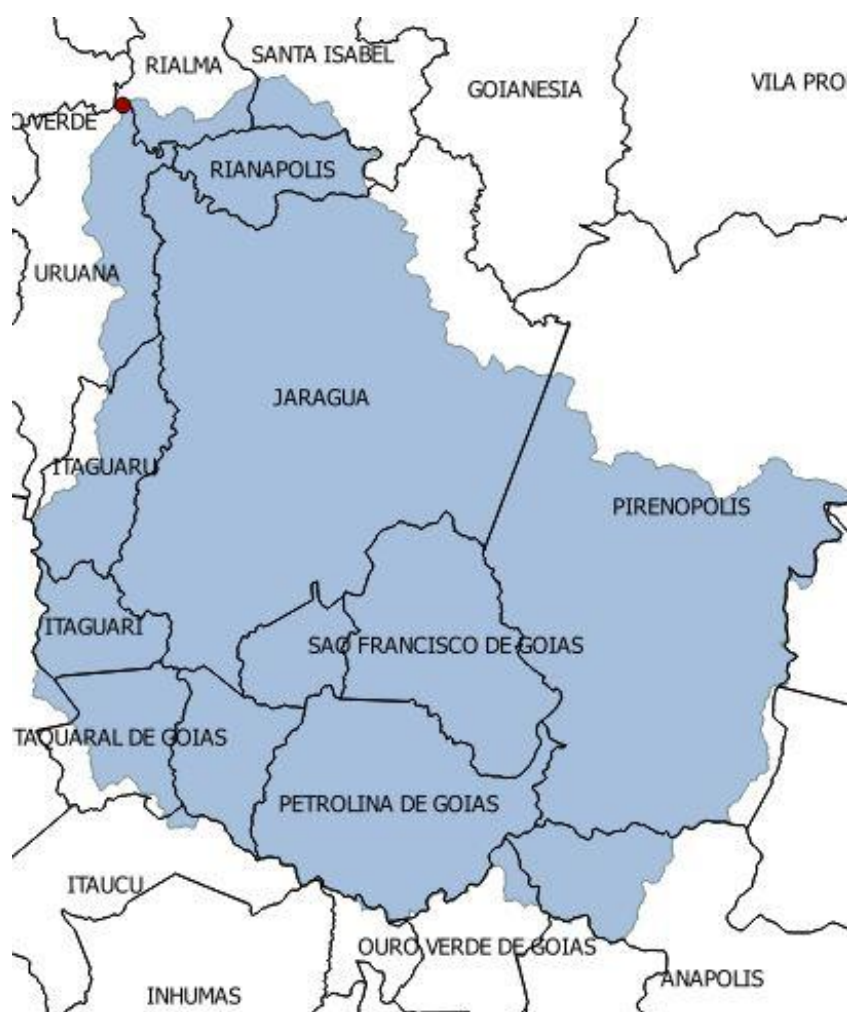 SANTA ISABEL
RIALMA
VILA PRO
GOIANESIA
O VERDE
RIANAPOLIS
URUANA
JARAGUA
ITAGUARU
PIRENOPOLIS
ITAGUARI
SAO FRANCISCO DE GOIAS
TAQUARAL DE GOIAS
PETROLINA DE GOIAS
ITAUCU
OURO VERDE DE GOIAS
ANAPOLIS
INHUMAS